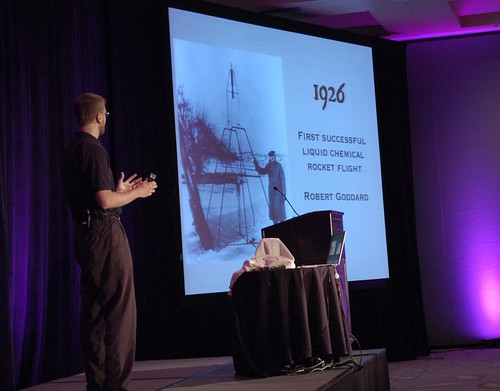 1926
First successful
liquid chemical
rocket flight
Robert Goddard